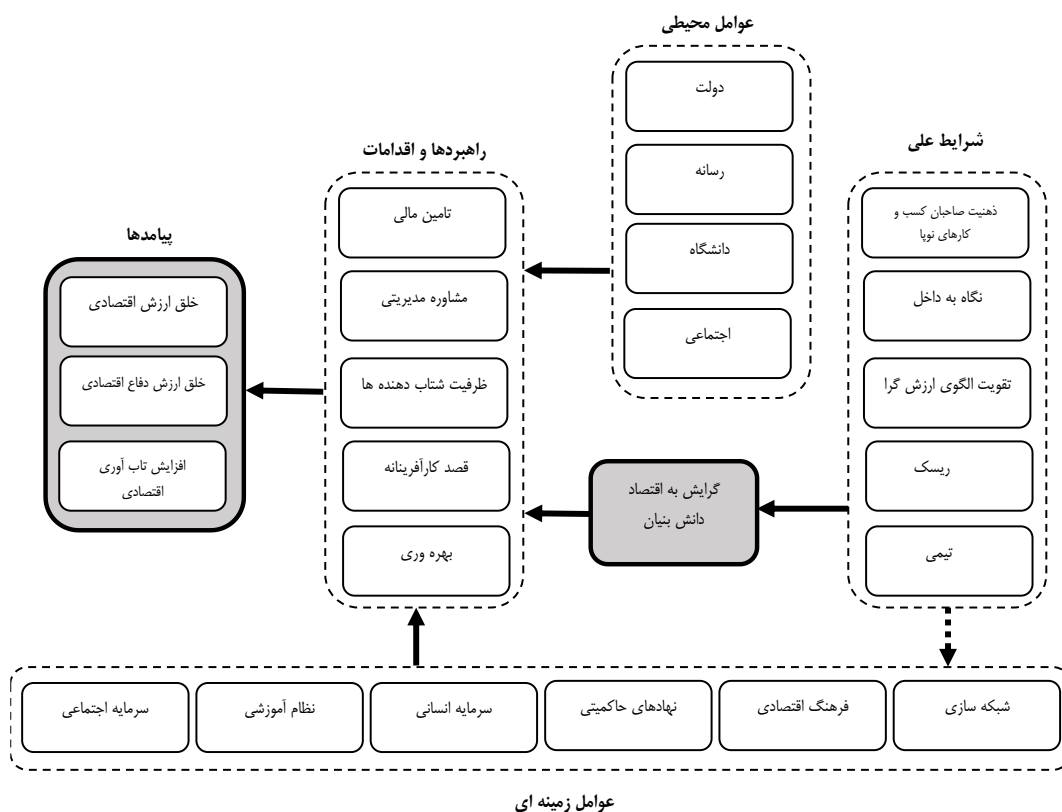 عوامل محیطی
دولت
رسانه
دانشگاه
اجتماعی
شرایط علی
ذهنیت صاحبان کسب و
کارهای نوپا
نگاه به داخل
تقویت الگوی ارزش گرا
ریسک
تیمی
راهبردها و اقدامات
تامین مالی
مشاوره مدیریتی
ظرفیت شتاب دهنده ها
قصد کارآفرینانه
بهره وری
گرایش به اقتصاد
دانش بنیان
پیامدها
خلق ارزش اقتصادی
خلق ارزش دفاع اقتصادی
افزایش تاب آوری
اقتصادی
شبکه سازی
فرهنگ اقتصادی
نهادهای حاکمیتی
سرمایه انسانی
نظام آموزشی
سرمایه اجتماعی
عوامل زمینه ای